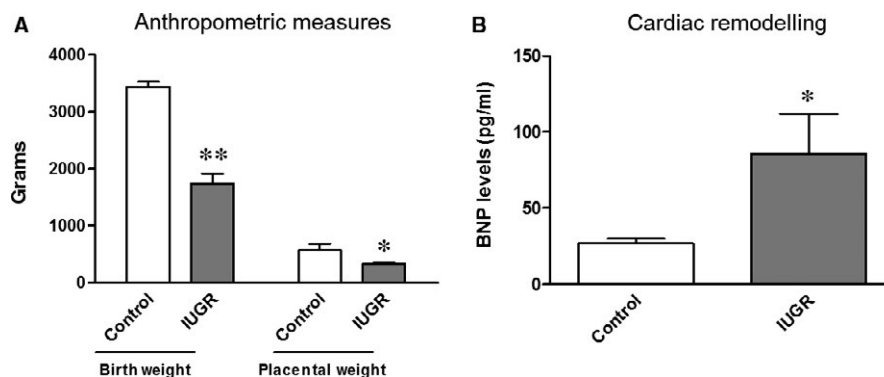 A
Anthropometric measures
Grams
4000
3000
2000
1000
0
**
*
Control
IUGR
Control
IUGR
Birth weight
Placental weight
B
Cardiac remodelling
BNP levels (pg/ml)
150
100
50
0
*
Control
IUGR